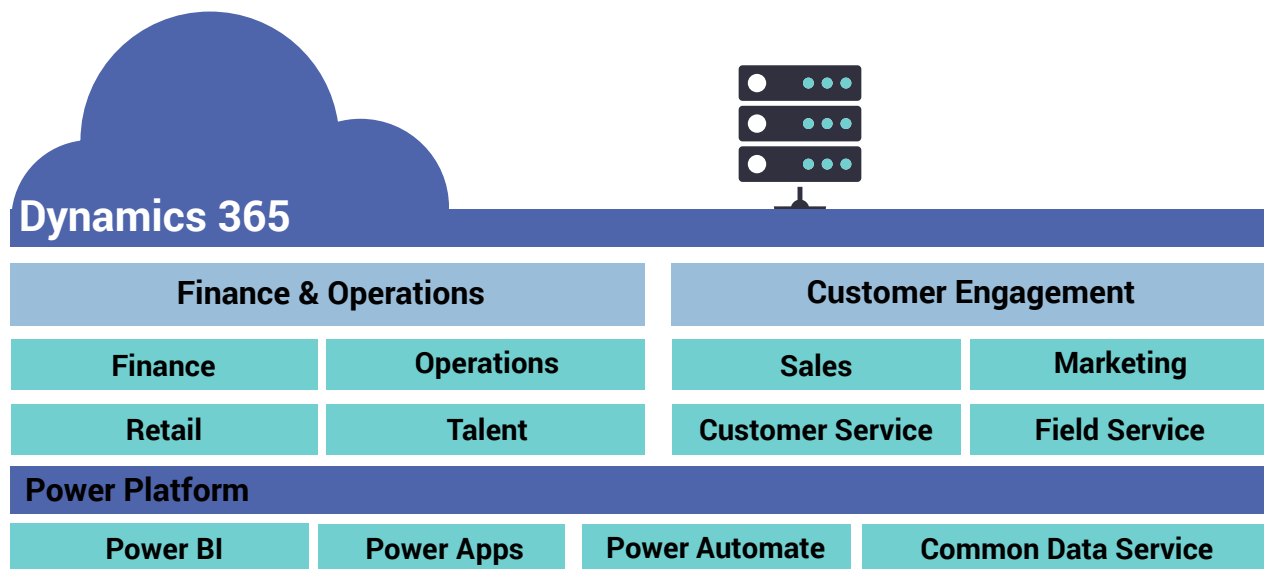 Dynamics 365
Finance & Operations
Customer Engagement
Finance
Operations
Sales
Marketing
Retail
Talent
Customer Service
Field Service
Power Platform
Power BI
Power Apps
Power Automate
Common Data Service